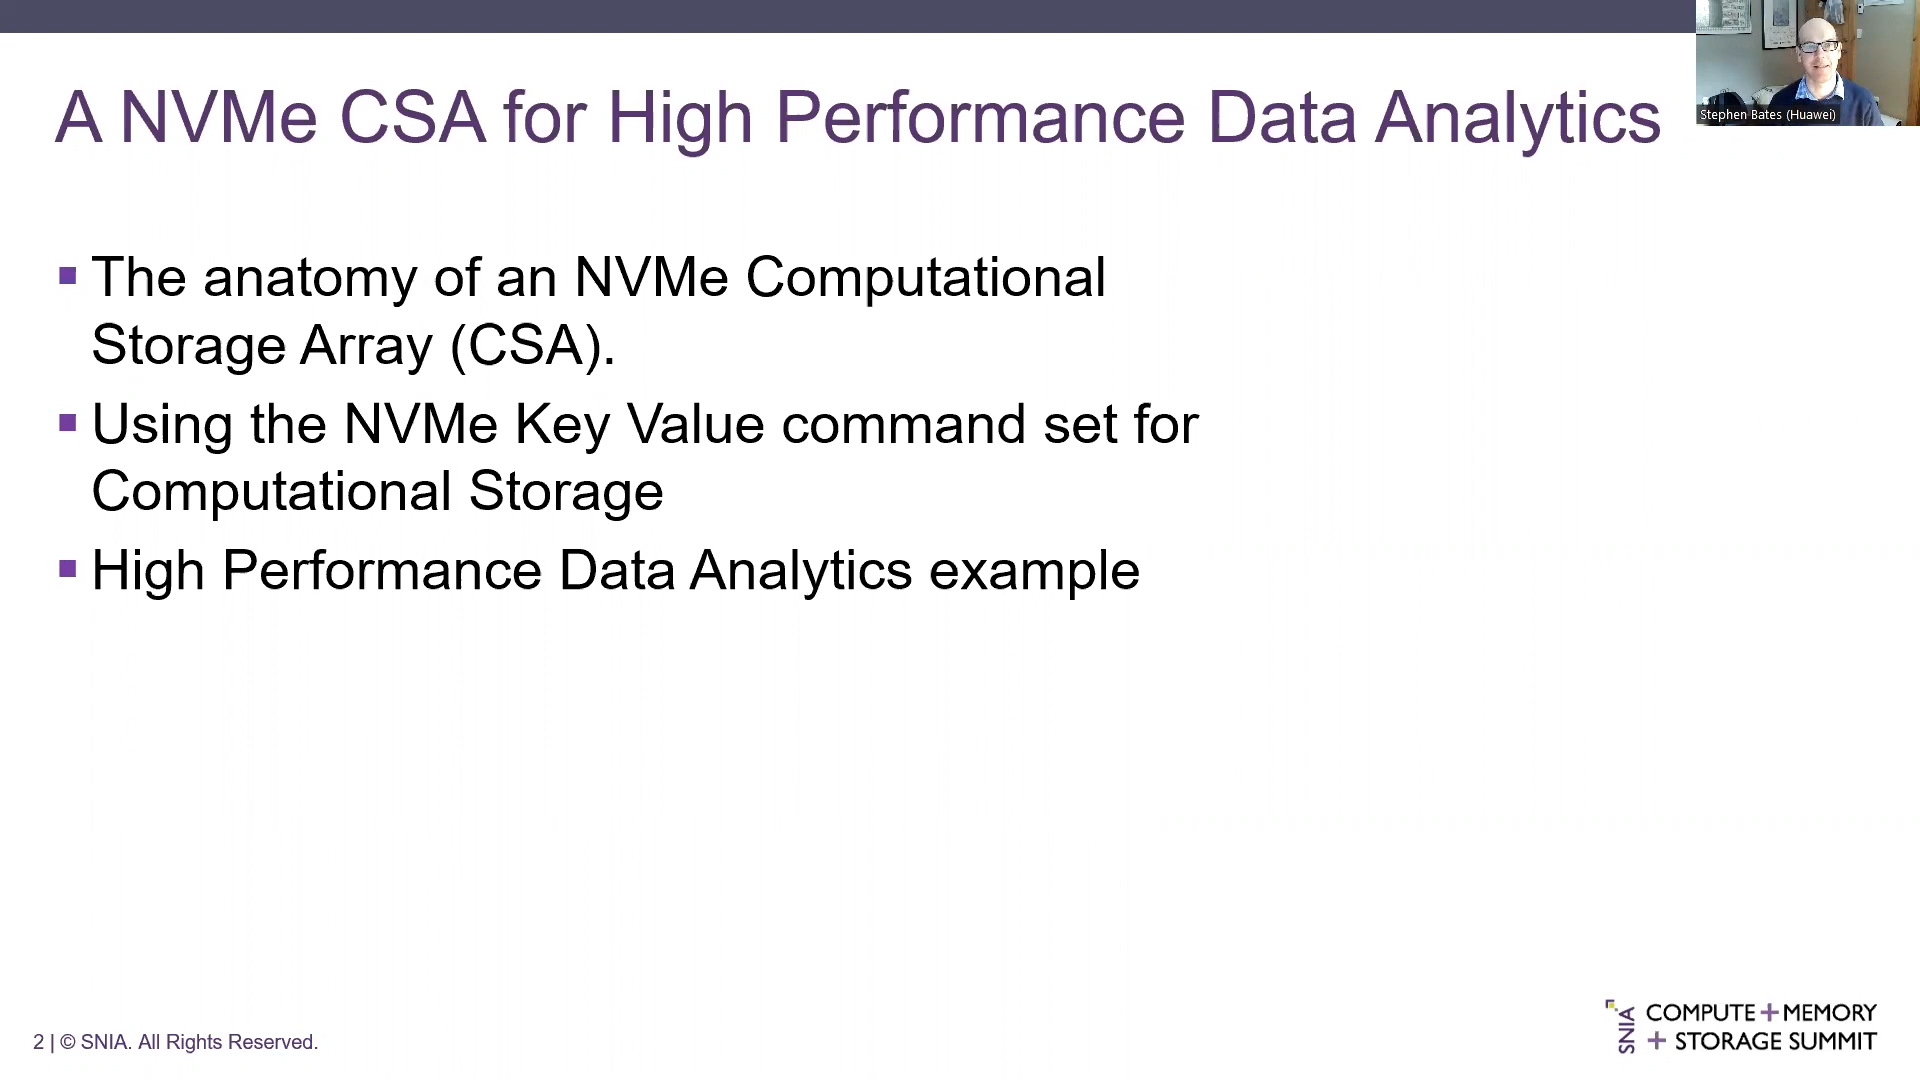 A NVMe CSA for High Performance Data Analytics
Stephen Bates (Huawei)
▪ The anatomy of an NVMe Computational
Storage Array (CSA).
▪ Using the NVMe Key Value command set for
Computational Storage
▪ High Performance Data Analytics example
2 | © SNIA. All Rights Reserved.
SNIA
COMPUTE+MEMORY
+ STORAGE SUMMIT